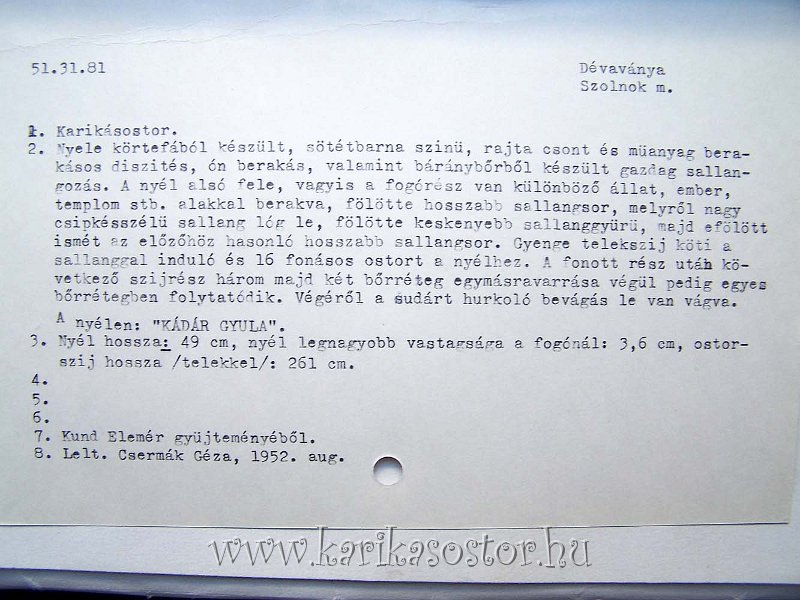 51.31.81
Dévaványa
Szolnok m.
1. Karikásostor.
2. Nyele körtefából készült, sötétbarna szinü, rajta csont és müanyag bera-
kásos diszités, ón berakás, valamint báránybőrből készült gazdag sallan-
gozás. A nyél alsó fele, vagyis a fogórész van különböző állat, ember,
templom stb. alakkal berakva, fölötte hosszabb sallangsor, melyről nagy
csipkésszélü sallang lóg le, fölötte keskenyebb sallanggyürü, majd efölött
ismét az előzőhöz hasonló hosszabb sallangsor. Gyenge telekszij köti a
sallanggal induló és 16 fonásos ostort a nyélhez. A fonott rész után kö-
vetkező szijrész három majd két bőrréteg egymásravarrása végül pedig egyes
bőrrétegben folytatódik. Végéről a sudárt hurkoló bevágás le van vágva.
A nyélen: "KÁDÁR GYULA".
3. Nyél hossza: 49 cm, nyél legnagyobb vastagsága a fogónál: 3,6 cm, ostor-
szij hossza /telekkel/: 261 cm.
4.
5.
6.
7. Kund Elemér gyüjteményéből.
8. Lelt. Csermák Géza, 1952. aug.
www.karikasostor.hu